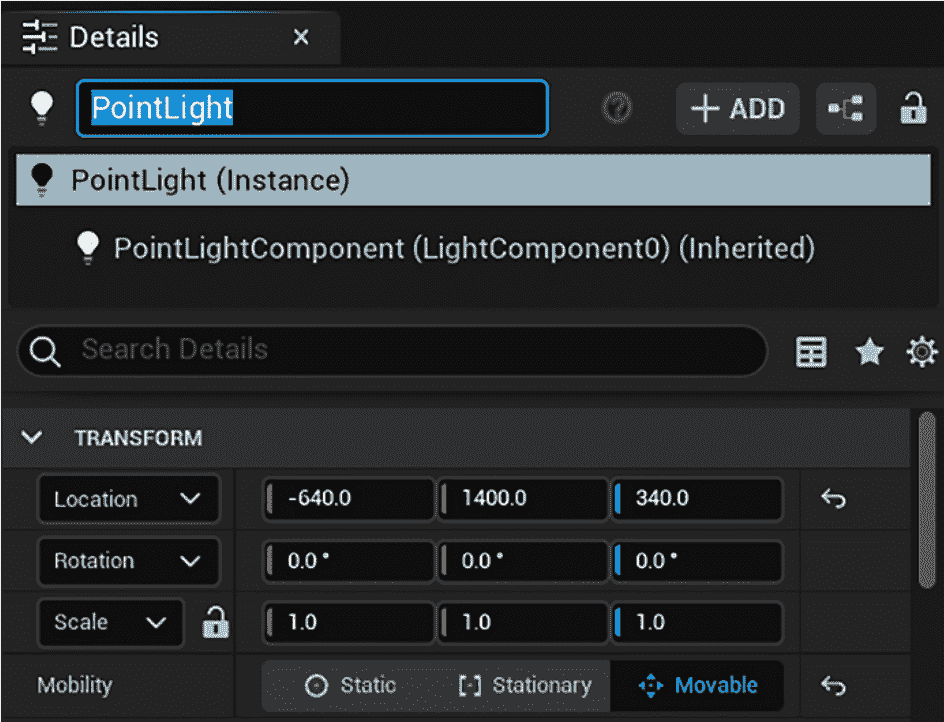 Details
PointLight
+ ADD
PointLight (Instance)
PointLightComponent (LightComponent0) (Inherited)
Search Details
TRANSFORM
Location -640.0 1400.0 340.0
Rotation 0.0 ° 0.0 ° 0.0 °
Scale 1.0 1.0 1.0
Mobility Static Stationary Movable